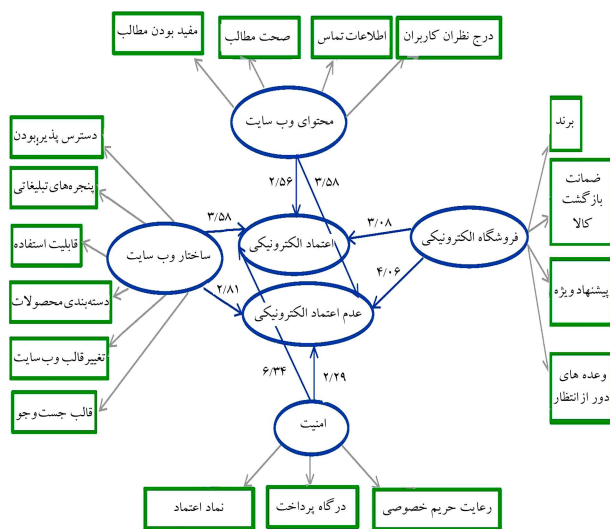 درج نظران کاربران
اطلاعات تماس
صحت مطالب
مفید بودن مطالب
محتوای وب سایت
برند
ضمانت
بازگشت
کالا
پیشنهاد ویژه
وعده های
دور از انتظار
فروشگاه الکترونیکی
دسترس پذیر بودن
پنجره‌های تبلیغاتی
قابلیت استفاده
دسته‌بندی محصولات
تغییر قالب وب سایت
قالب جست‌وجو
ساختار وب سایت
اعتماد الکترونیکی
عدم اعتماد الکترونیکی
۲/۵۶
۳/۵۸
۳/۵۸
۳/۰۸
۴/۰۶
۲/۸۱
۶/۳۴
۲/۲۹
امنیت
رعایت حریم خصوصی
درگاه پرداخت
نماد اعتماد